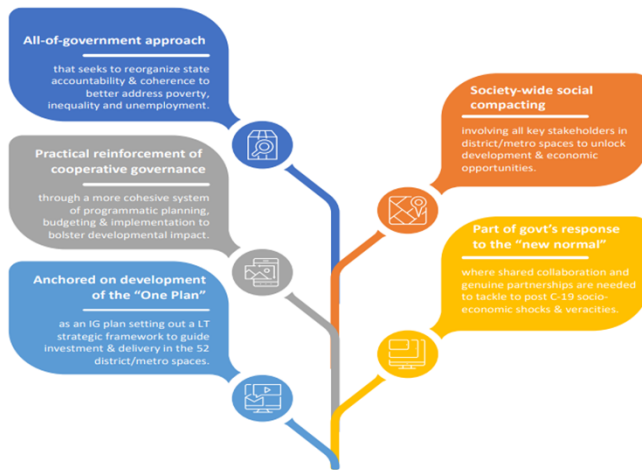 All-of-government approach
that seeks to reorganize state
accountability & coherence to
better address poverty,
inequality and unemployment.
Practical reinforcement of
cooperative governance
through a more cohesive system
of programmatic planning,
budgeting & implementation to
bolster developmental impact.
Anchored on development
of the “One Plan”
as an IG plan setting out a LT
strategic framework to guide
investment & delivery in the 52
district/metro spaces.
Society-wide social
compacting
involving all key stakeholders in
district/metro spaces to unlock
development & economic
opportunities.
Part of govt’s response
to the “new normal”
where shared collaboration and
genuine partnerships are needed
to tackle to post C-19 socio-
economic shocks & veracities.